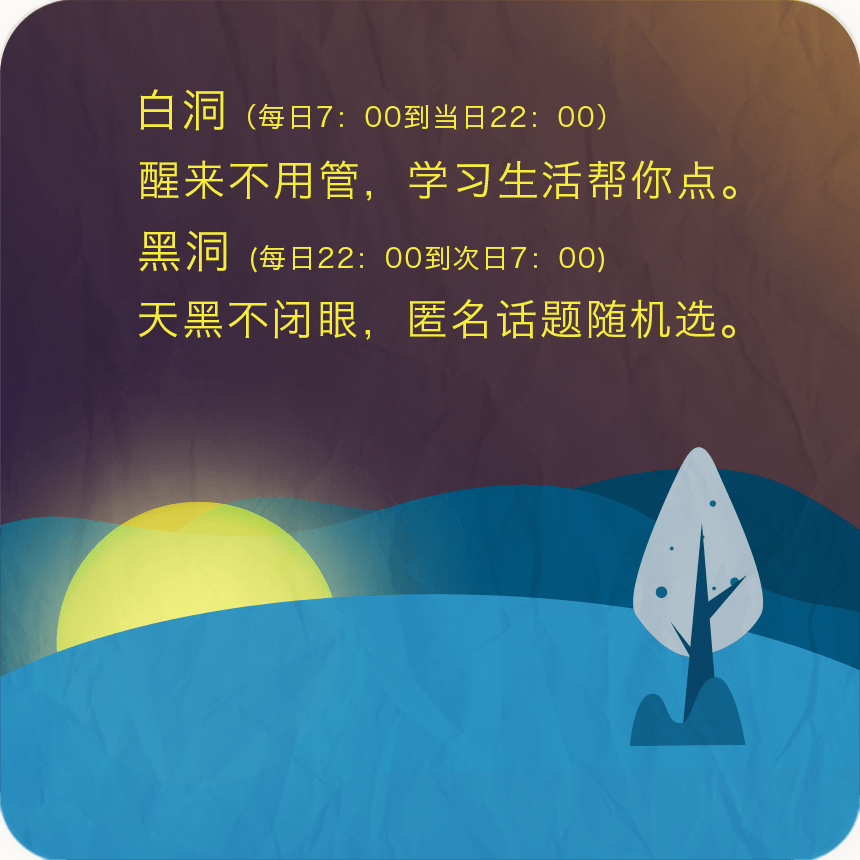 白洞（每日7：00到当日22：00）
醒来不用管，学习生活帮你点。
黑洞 (每日22：00到次日7：00)
天黑不闭眼，匿名话题随机选。